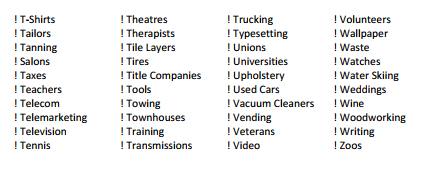 ! T-Shirts
! Tailors
! Tanning
! Salons
! Taxes
! Teachers
! Telecom
! Telemarketing
! Television
! Tennis
! Theatres
! Therapists
! Tile Layers
! Tires
! Title Companies
! Tools
! Towing
! Townhouses
! Training
! Transmissions
! Trucking
! Typesetting
! Unions
! Universities
! Upholstery
! Used Cars
! Vacuum Cleaners
! Vending
! Veterans
! Video
! Volunteers
! Wallpaper
! Waste
! Watches
! Water Skiing
! Weddings
! Wine
! Woodworking
! Writing
! Zoos